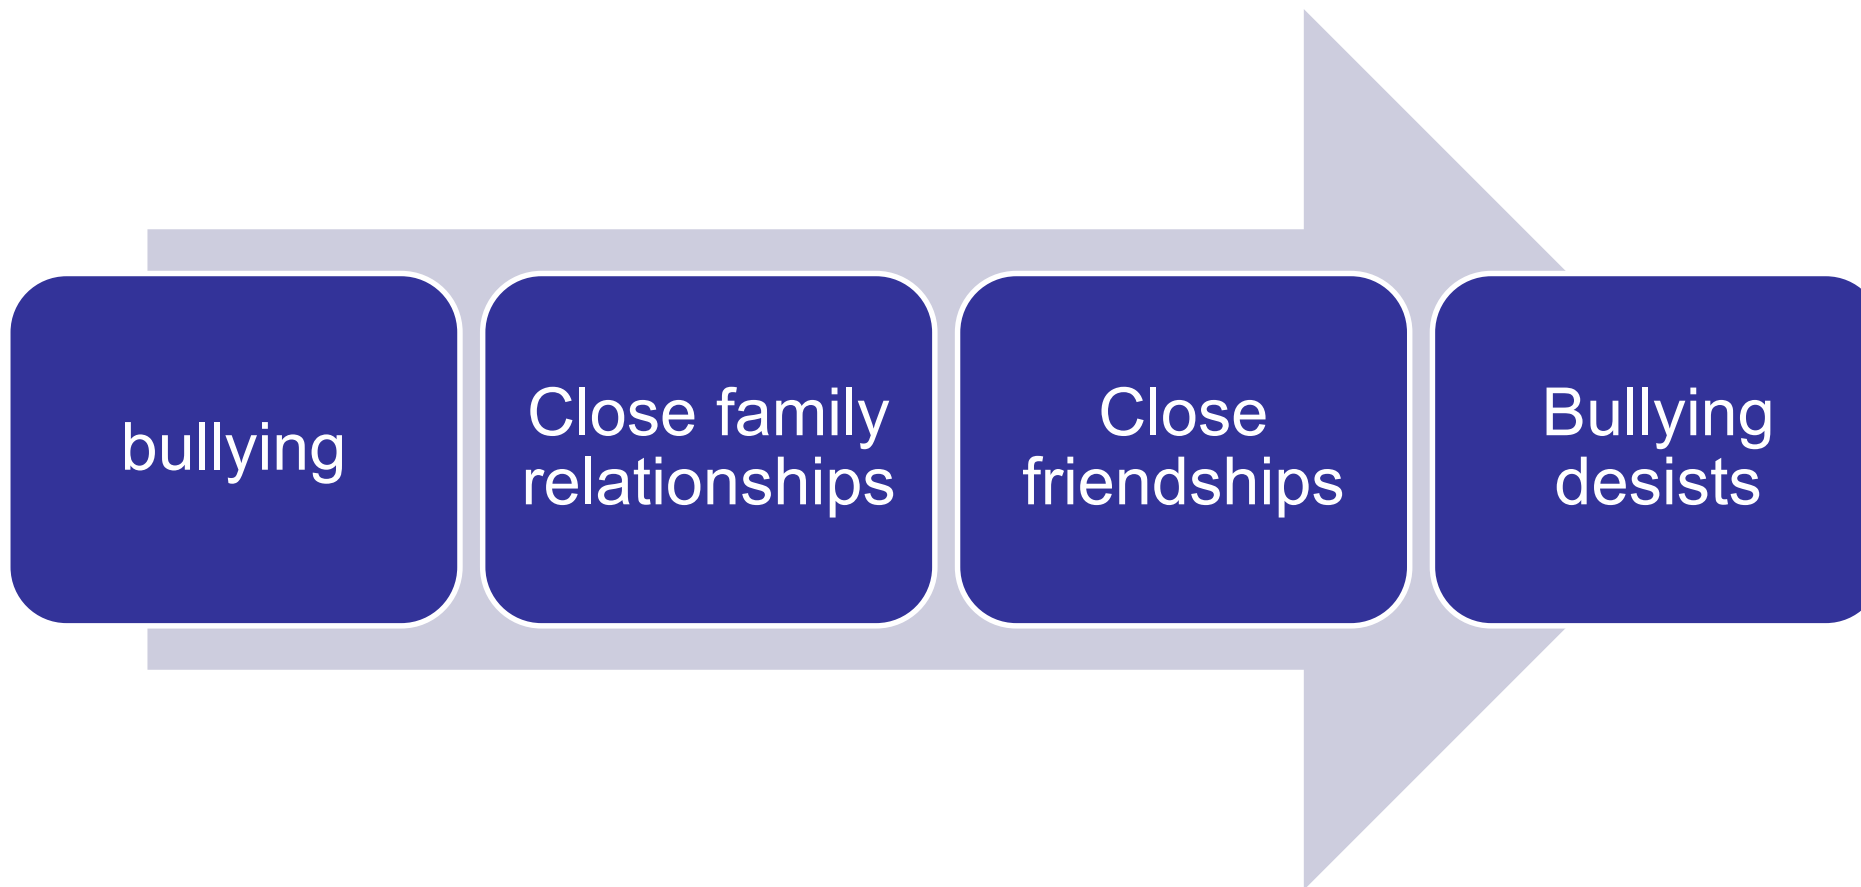 bullying
Close family
relationships
Close
friendships
Bullying
desists